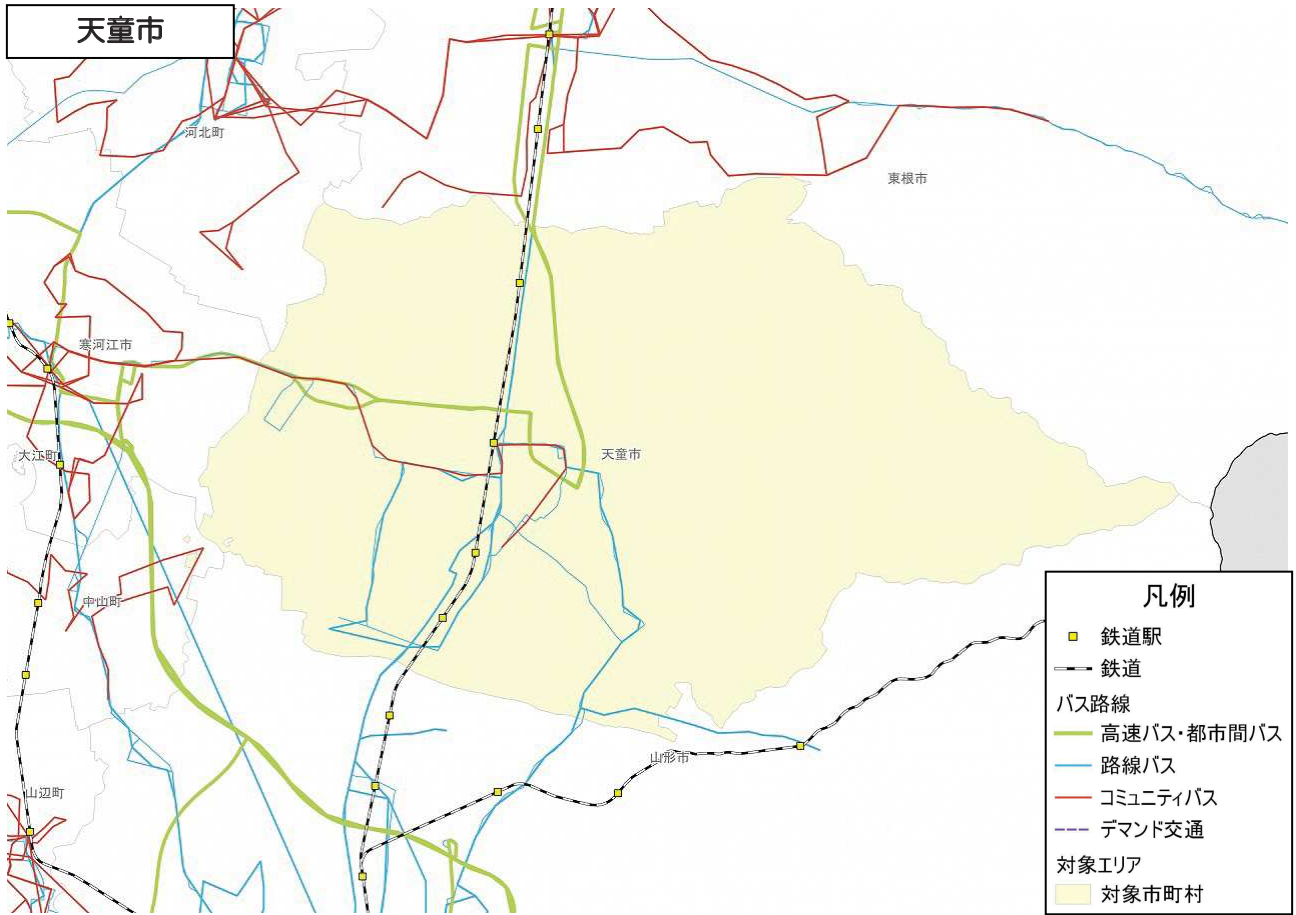 天童市
河北町
東根市
寒河江市
大江町
天童市
中山町
山形市
山辺町
凡例
鉄道駅
鉄道
バス路線
高速バス・都市間バス
路線バス
コミュニティバス
デマンド交通
対象エリア
対象市町村